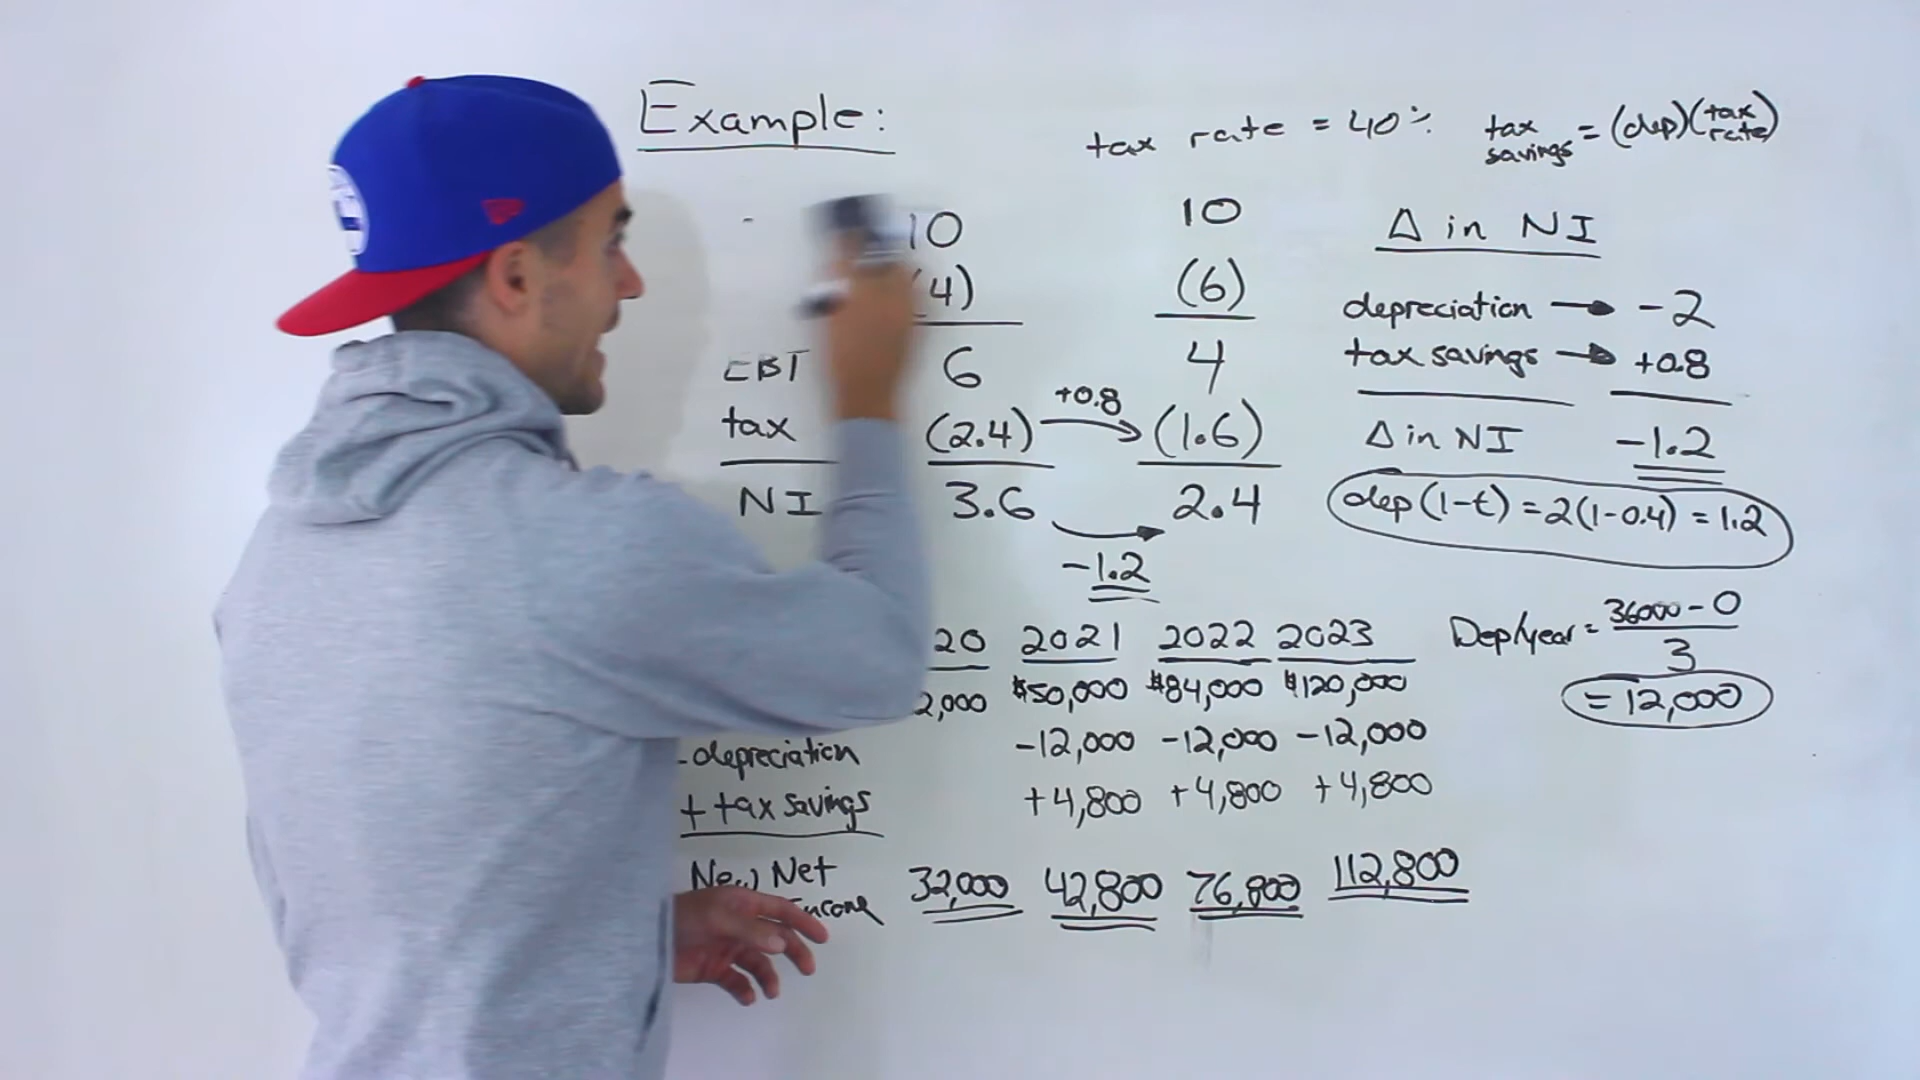 Example:
tax rate = 40%
tax savings = (dep)(tax rate)
10 10
(4) (6)
EBT 6 4
+0.8
tax (2.4) (1.6)
NI 3.6 2.4
-1.2
Δ in NI
depreciation → -2
tax savings → +0.8
Δ in NI -1.2
dep(1-t) = 2(1-0.4) = 1.2
Dep/year = 36000 - 0
3
= 12,000
20 2021 2022 2023
2,000 $50,000 $84,000 $120,000
- depreciation -12,000 -12,000 -12,000
+ tax savings +4,800 +4,800 +4,800
New Net
Income 32,000 42,800 76,800 112,800